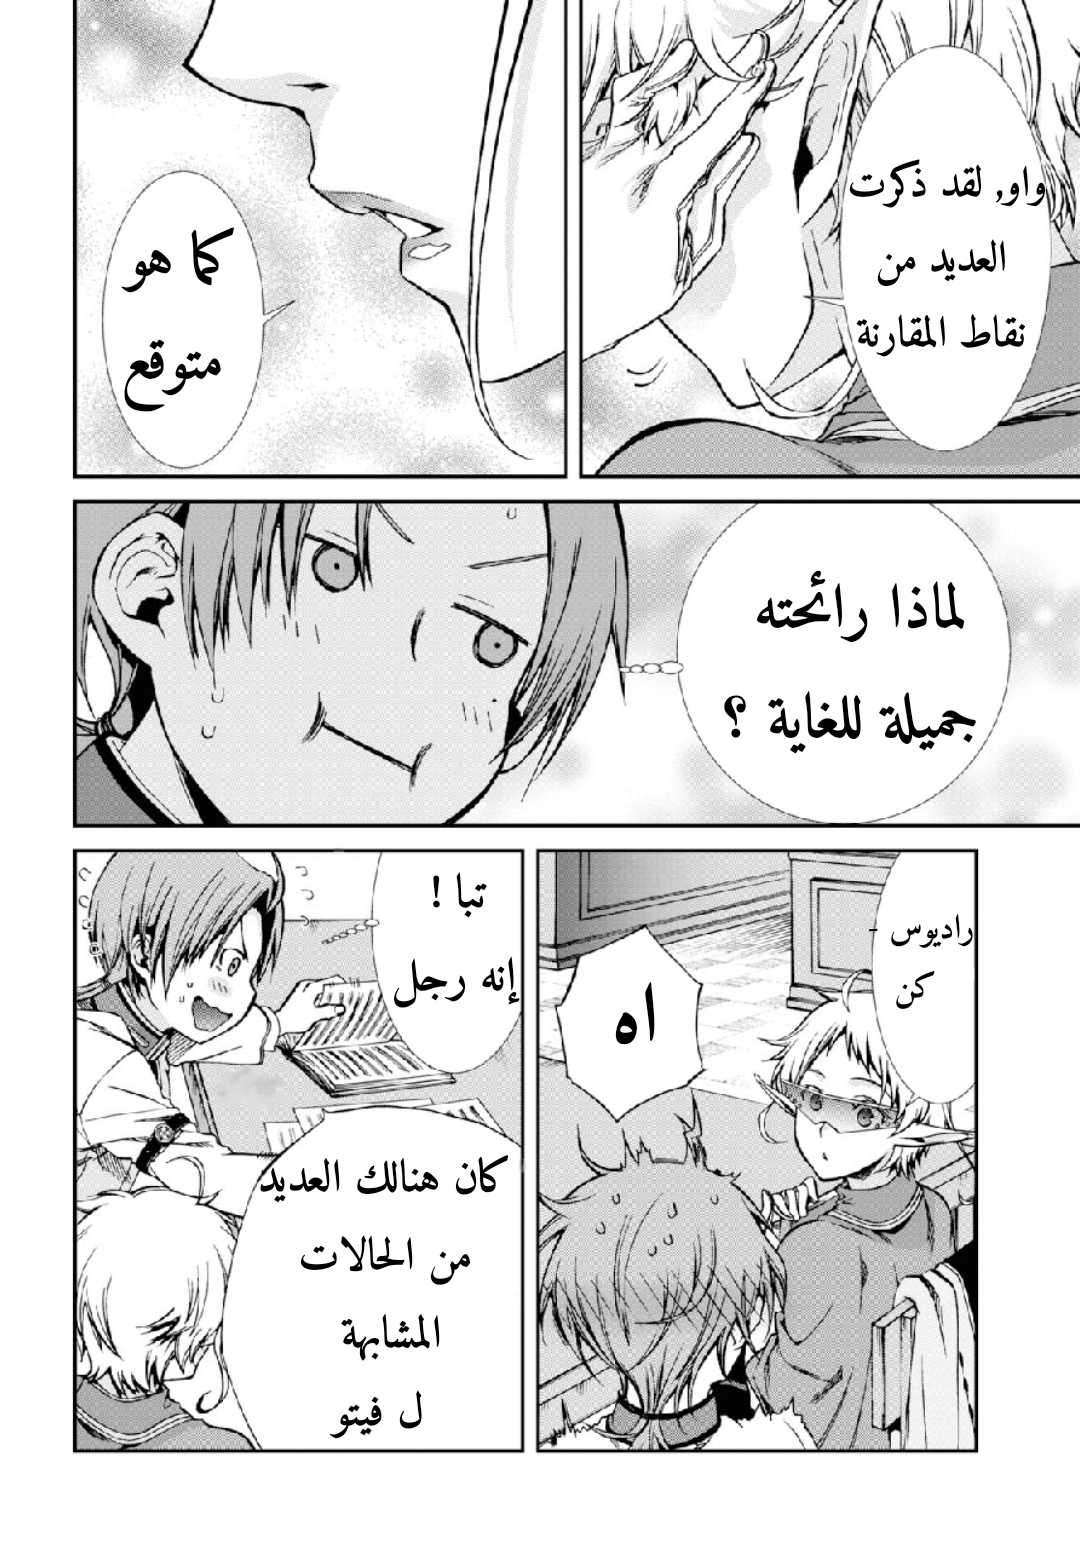 واو, لقد ذكرت
العديد من
نقاط المقارنة
كما هو
متوقع
لماذا رائحته
جميلة للغاية ؟
راديوس -
كن
اه
تبا !
إنه رجل
كان هنالك العديد
من الحالات
المشابهة
ل فيتو